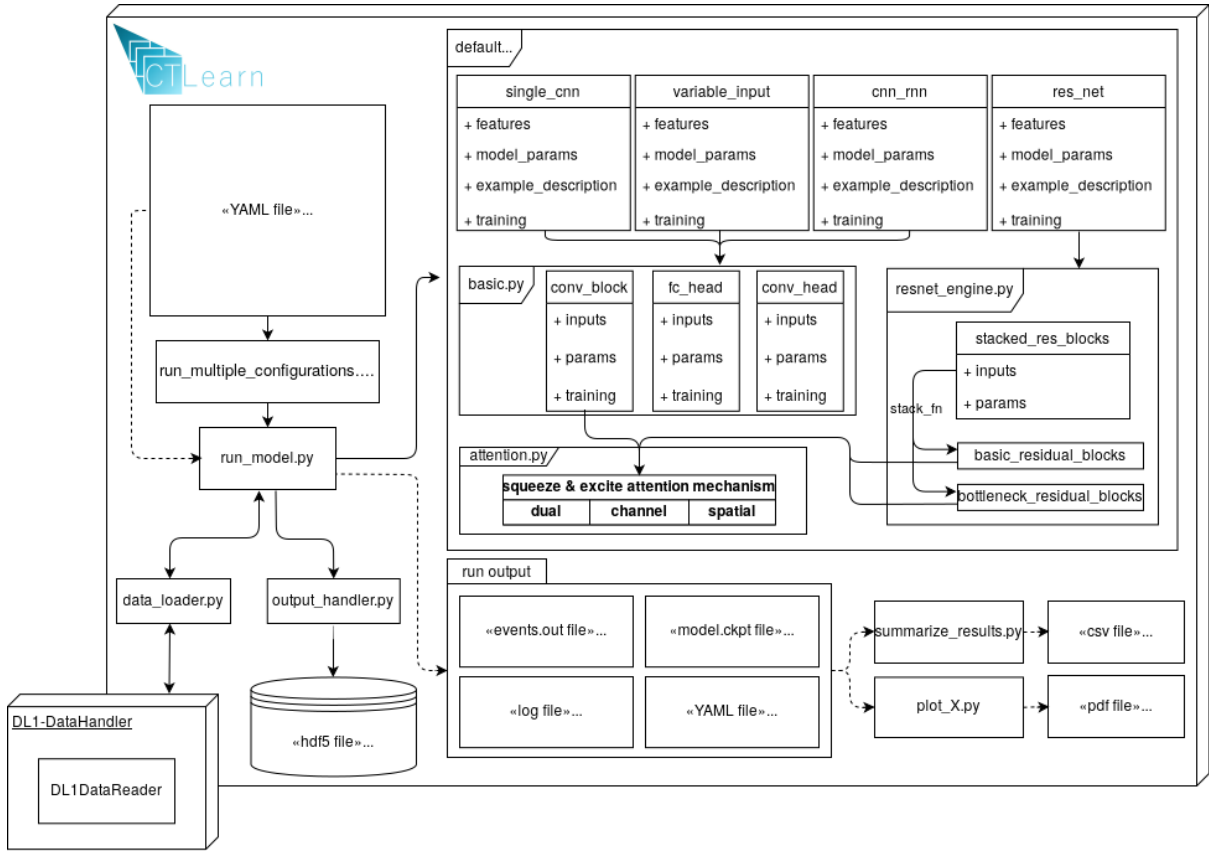 CTLearn
default...
single_cnn
+ features
+ model_params
+ example_description
+ training
variable_input
+ features
+ model_params
+ example_description
+ training
cnn_rnn
+ features
+ model_params
+ example_description
+ training
res_net
+ features
+ model_params
+ example_description
+ training
«YAML file»...
run_multiple_configurations....
run_model.py
data_loader.py
output_handler.py
«hdf5 file»...
DL1-DataHandler
DL1DataReader
basic.py
conv_block
+ inputs
+ params
+ training
fc_head
+ inputs
+ params
+ training
conv_head
+ inputs
+ params
+ training
resnet_engine.py
stacked_res_blocks
+ inputs
+ params
stack_fn
basic_residual_blocks
bottleneck_residual_blocks
attention.py
squeeze & excite attention mechanism
dual channel spatial
run output
«events.out file»...
«model.ckpt file»...
«log file»...
«YAML file»...
summarize_results.py
«csv file»...
plot_X.py
«pdf file»...